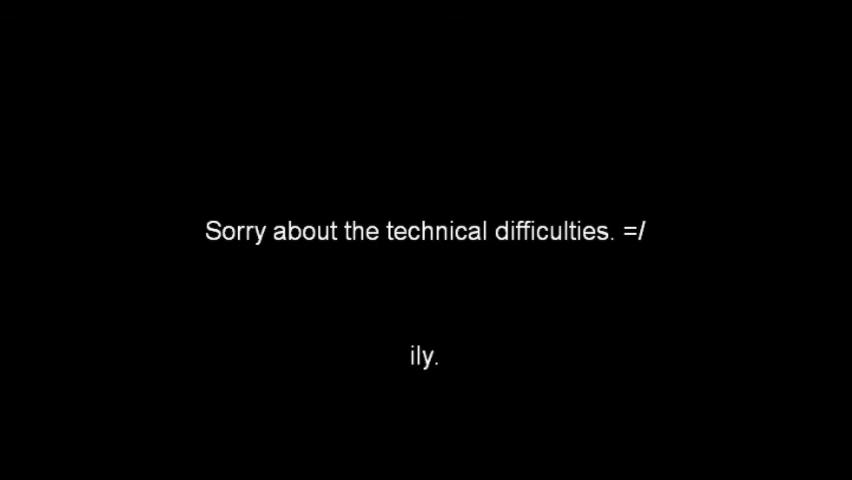 Sorry about the technical difficulties. =/
ily.